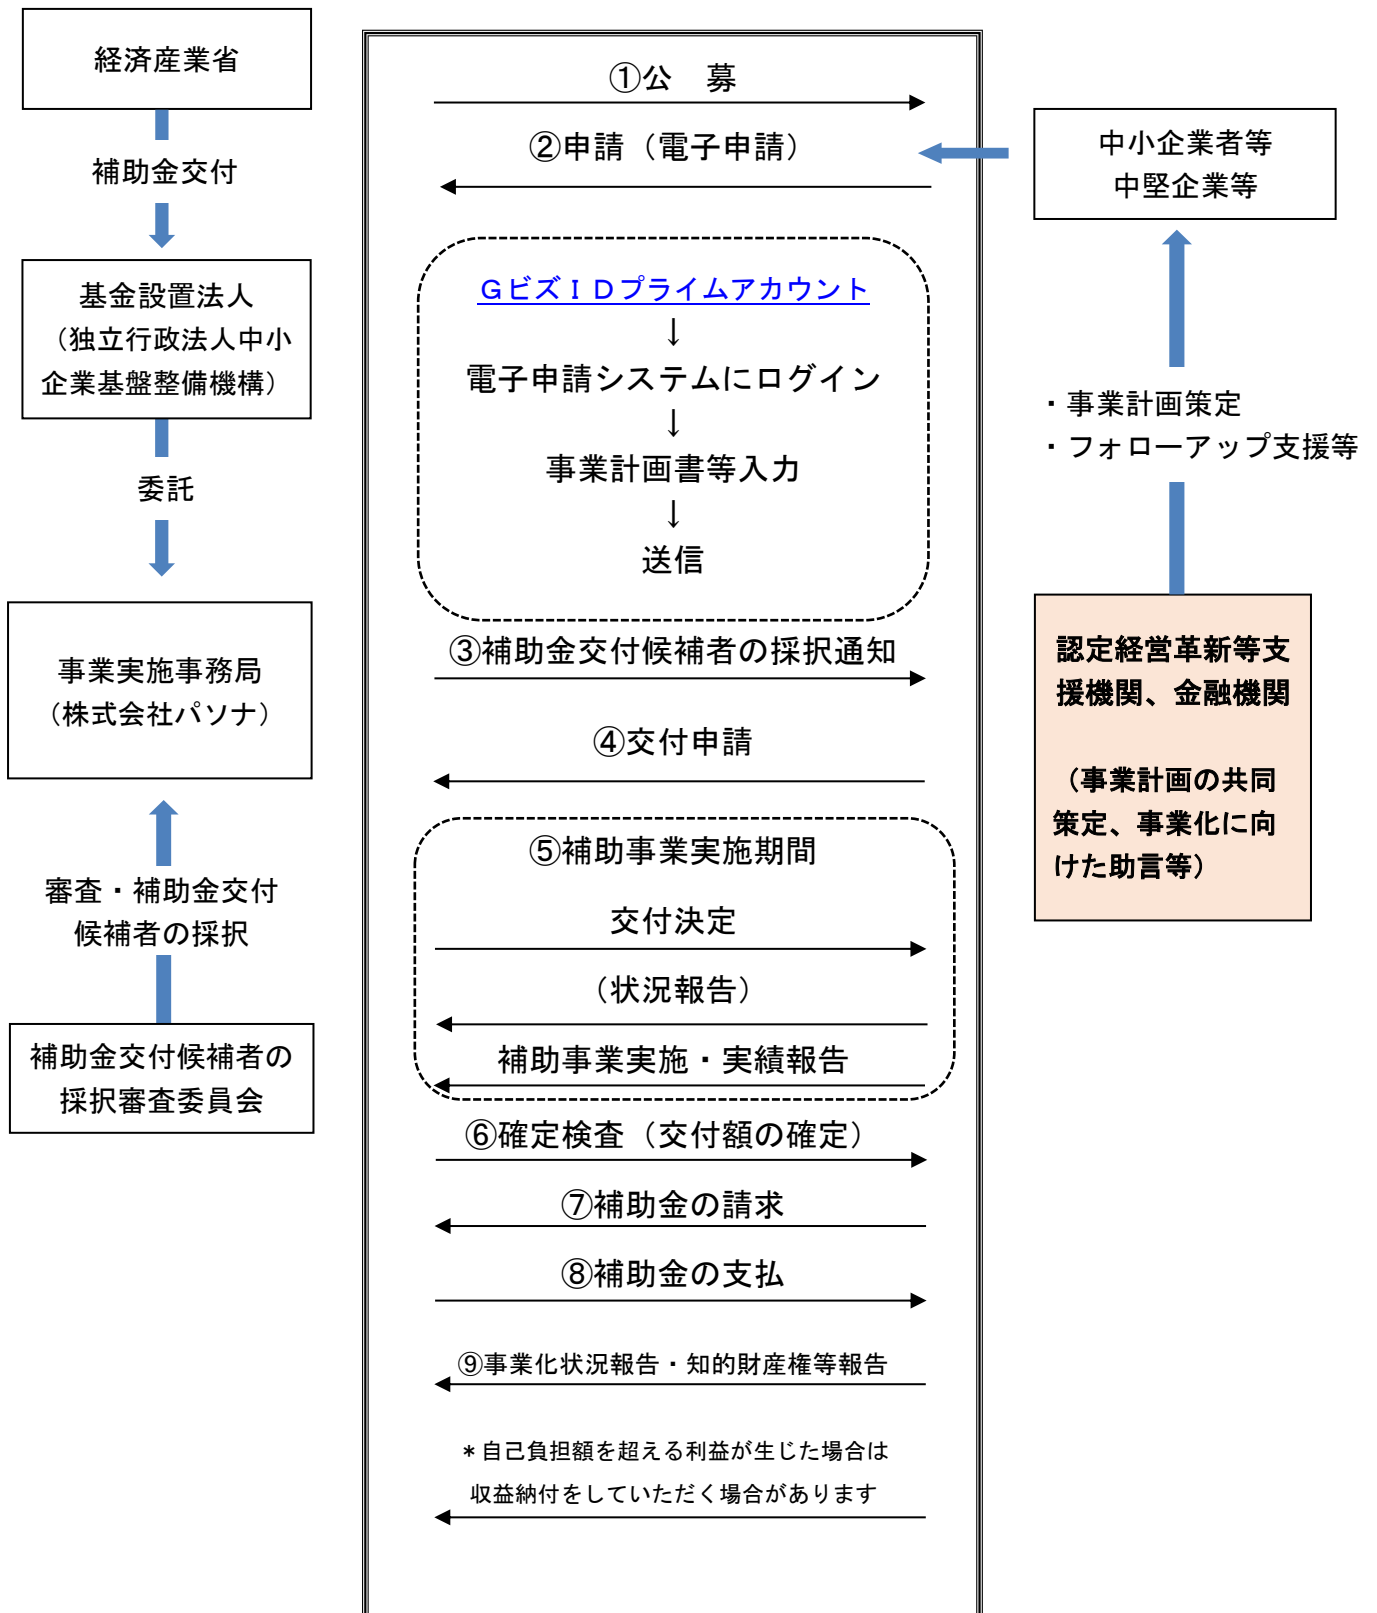 経済産業省
補助金交付
基金設置法人
（独立行政法人中小
企業基盤整備機構）
委託
事業実施事務局
（株式会社パソナ）
審査・補助金交付
候補者の採択
補助金交付候補者の
採択審査委員会
①公　募
②申請（電子申請）
ＧビズＩＤプライムアカウント
↓
電子申請システムにログイン
↓
事業計画書等入力
↓
送信
③補助金交付候補者の採択通知
④交付申請
⑤補助事業実施期間
交付決定
（状況報告）
補助事業実施・実績報告
⑥確定検査（交付額の確定）
⑦補助金の請求
⑧補助金の支払
⑨事業化状況報告・知的財産権等報告
＊自己負担額を超える利益が生じた場合は
収益納付をしていただく場合があります
中小企業者等
中堅企業等
・事業計画策定
・フォローアップ支援等
認定経営革新等支
援機関、金融機関
（事業計画の共同
策定、事業化に向
けた助言等）